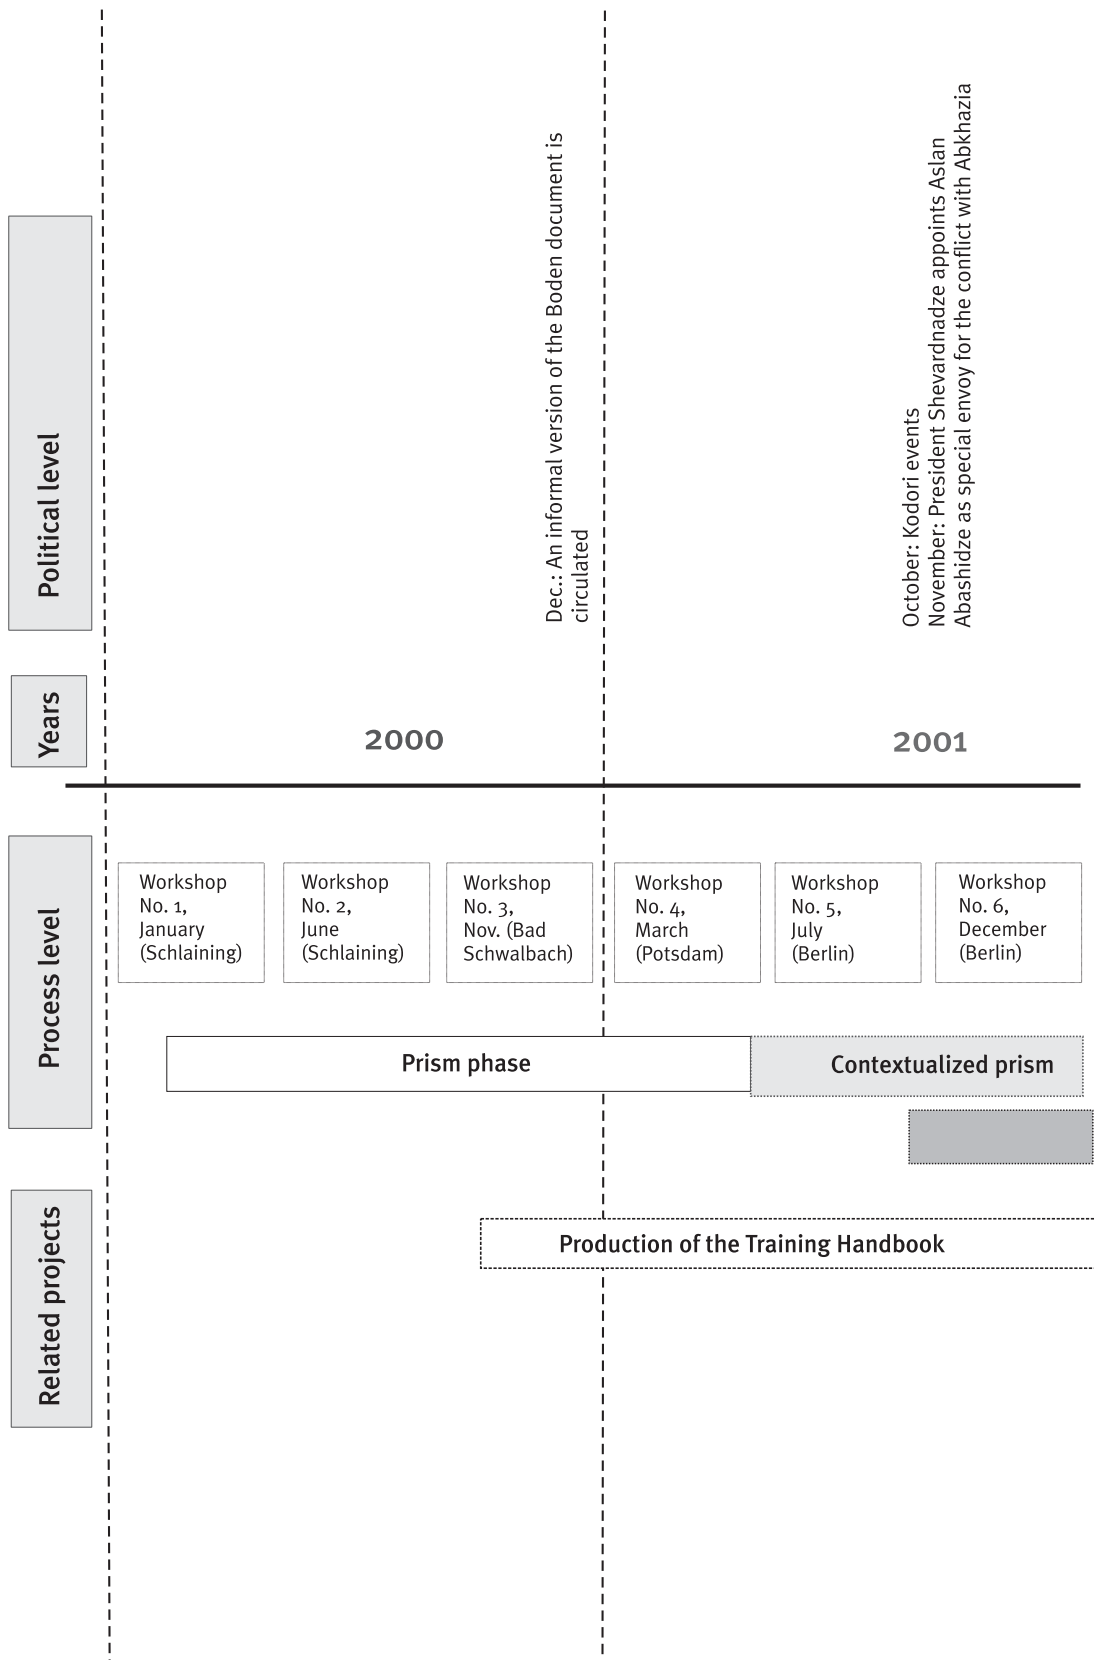 Political level
Dec.: An informal version of the Boden document is
circulated
October: Kodori events
November: President Shevardnadze appoints Aslan
Abashidze as special envoy for the conflict with Abkhazia
Years
2000
2001
Process level
Workshop
No. 1,
January
(Schlaining)
Workshop
No. 2,
June
(Schlaining)
Workshop
No. 3,
Nov. (Bad
Schwalbach)
Workshop
No. 4,
March
(Potsdam)
Workshop
No. 5,
July
(Berlin)
Workshop
No. 6,
December
(Berlin)
Prism phase
Contextualized prism
Related projects
Production of the Training Handbook